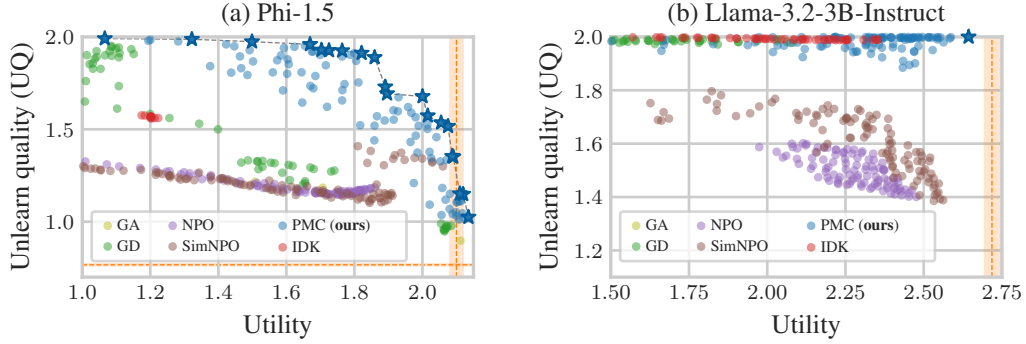 (a) Phi-1.5
Unlearn quality (UQ)
2.0
1.5
1.0
GA
GD
NPO
SimNPO
PMC (ours)
IDK
1.0 1.2 1.4 1.6 1.8 2.0
Utility
(b) Llama-3.2-3B-Instruct
Unlearn quality (UQ)
2.0
1.8
1.6
1.4
1.2
GA
GD
NPO
SimNPO
PMC (ours)
IDK
1.50 1.75 2.00 2.25 2.50 2.75
Utility